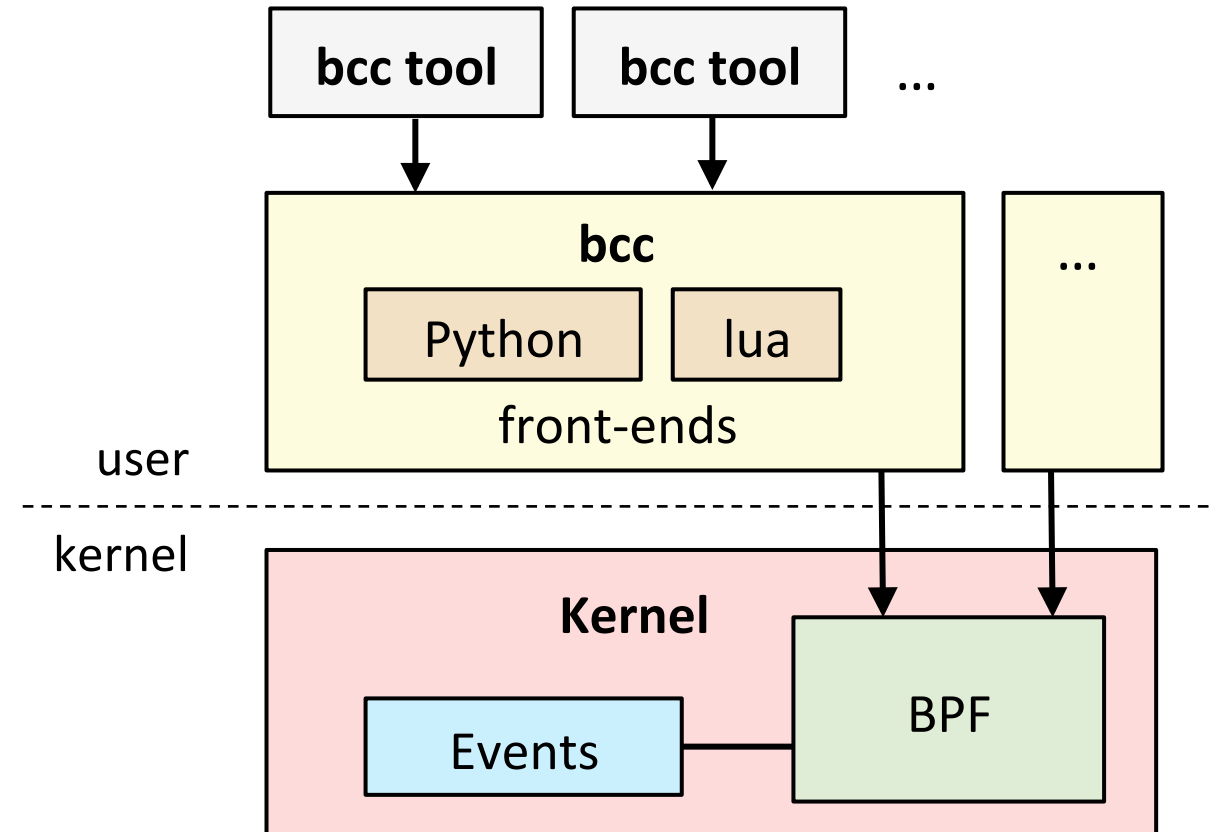 bcc tool
bcc tool
...
bcc
...
Python
lua
front-ends
user
kernel
Kernel
BPF
Events